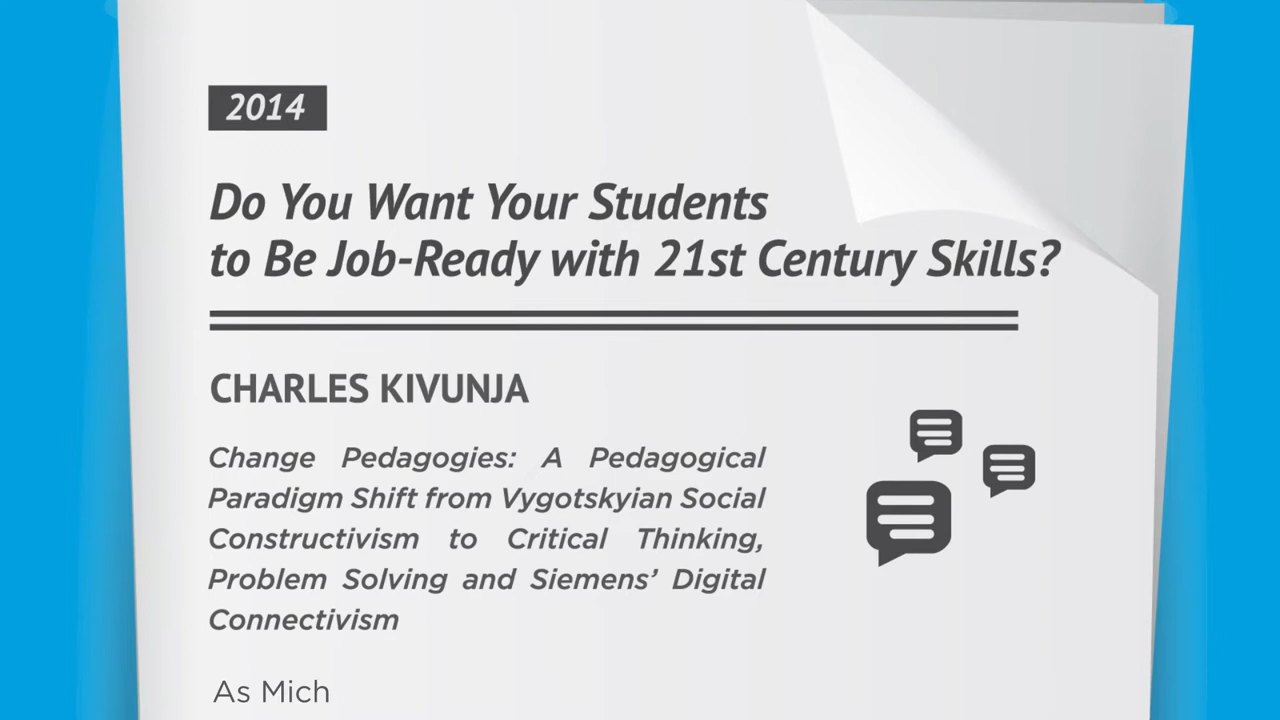 2014
Do You Want Your Students
to Be Job-Ready with 21st Century Skills?
CHARLES KIVUNJA
Change Pedagogies: A Pedagogical
Paradigm Shift from Vygotskyian Social
Constructivism to Critical Thinking,
Problem Solving and Siemens’ Digital
Connectivism
As Mich